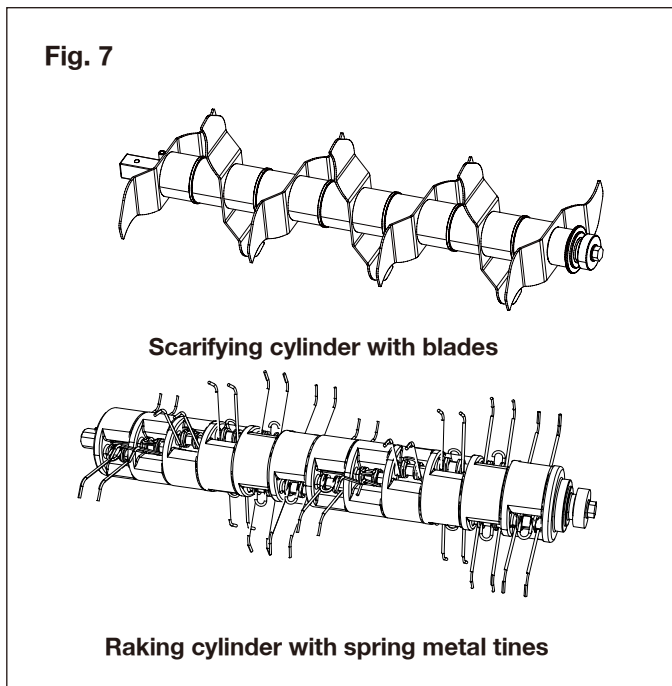 Fig. 7
Scarifying cylinder with blades
Raking cylinder with spring metal tines